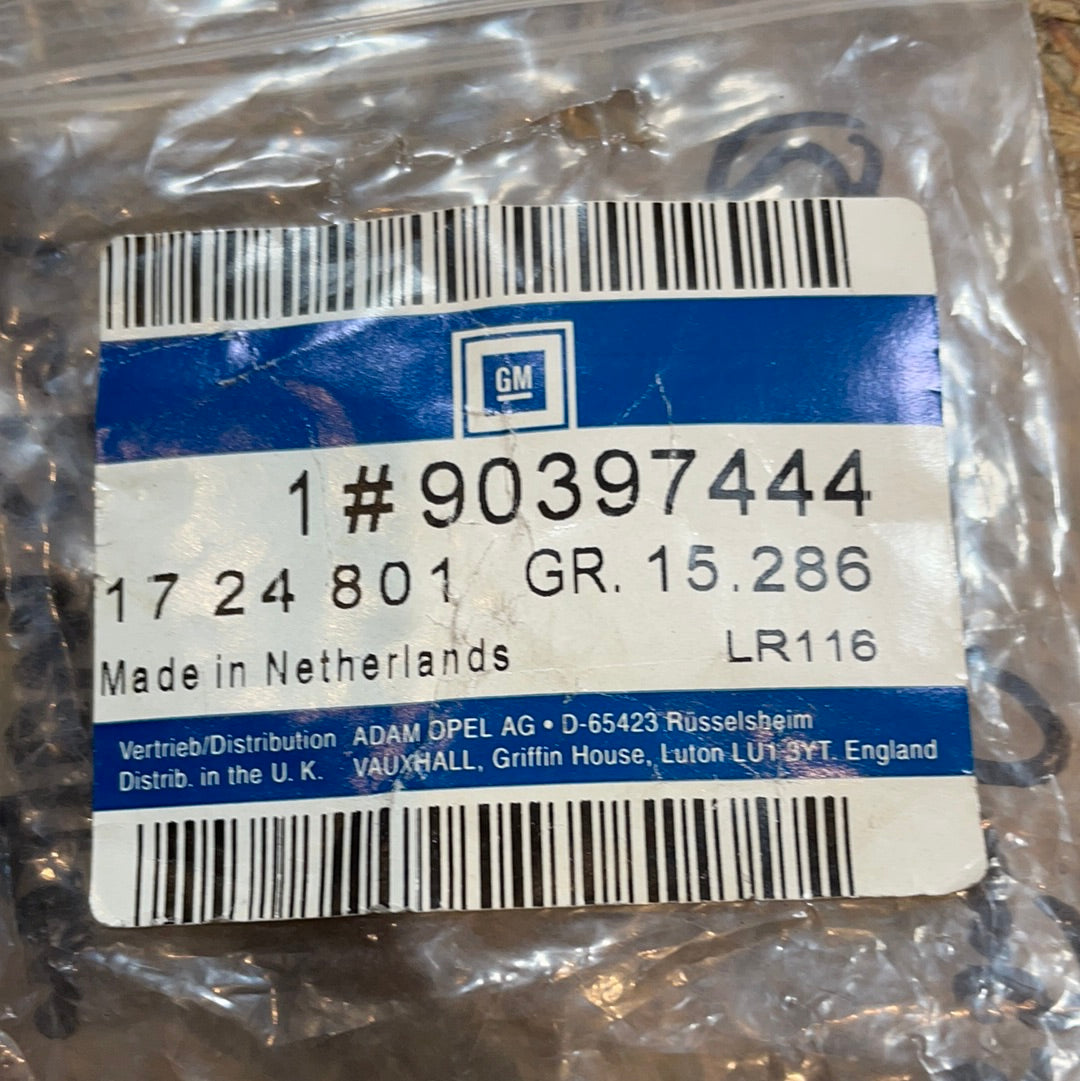 GM
1 # 90397444
17 24 801 GR. 15.286
Made in Netherlands LR116
Vertrieb/Distribution ADAM OPEL AG • D-65423 Rüsselsheim
Distrib. in the U. K. VAUXHALL, Griffin House, Luton LU1 3YT. England